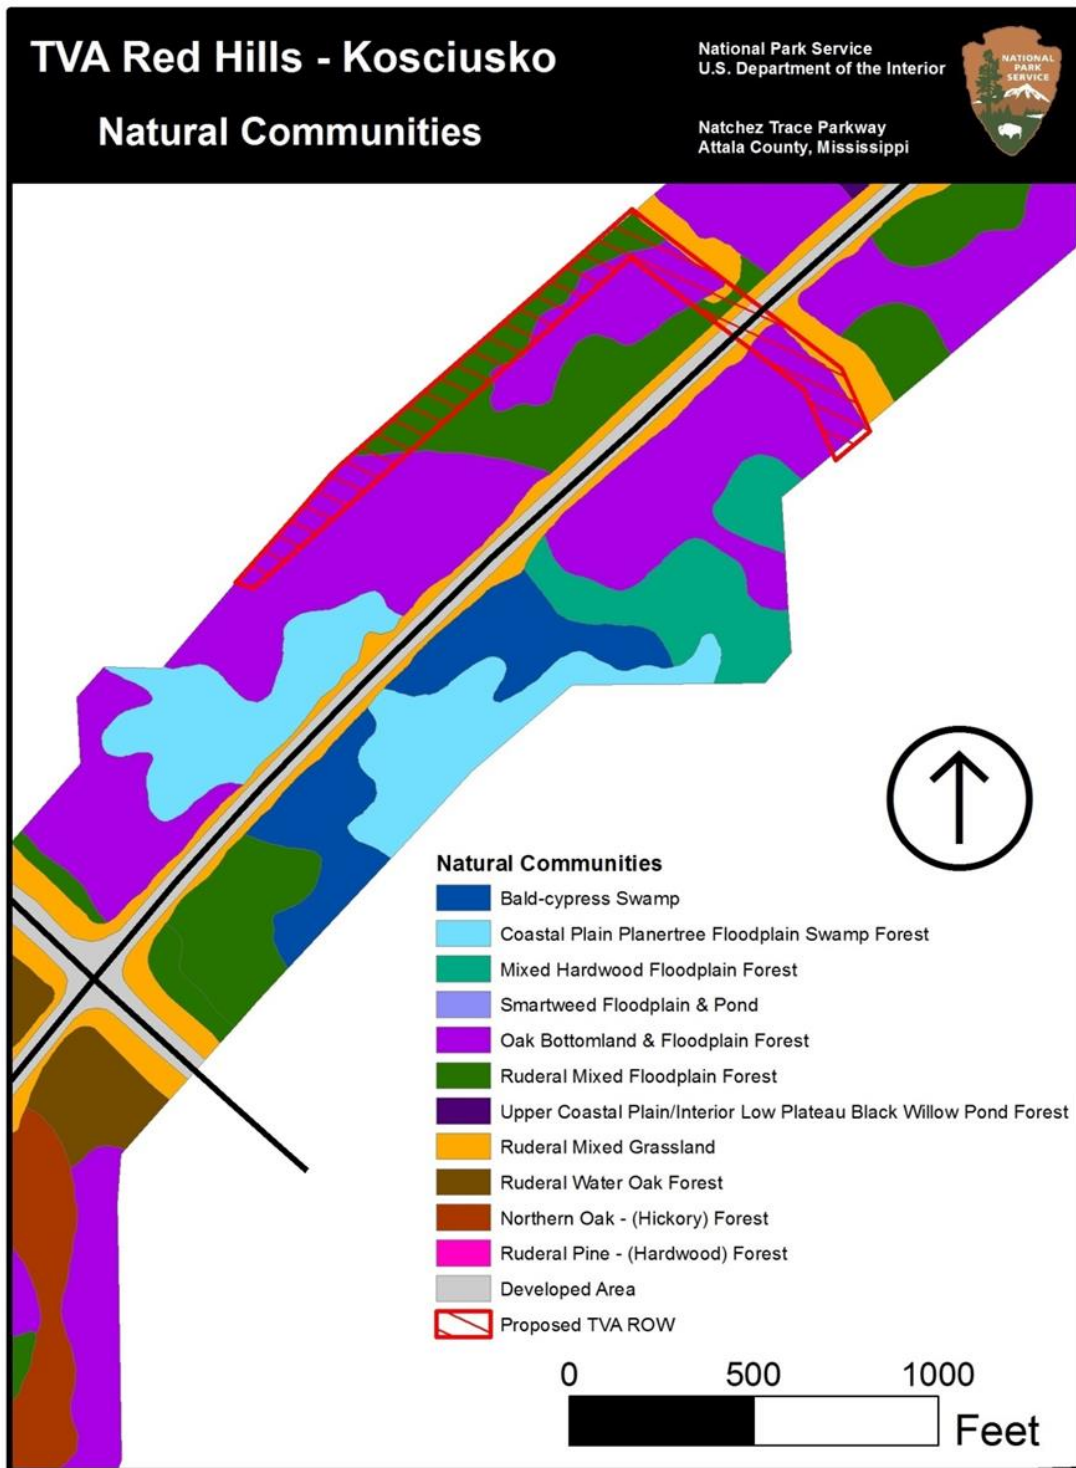 TVA Red Hills - Kosciusko
Natural Communities
National Park Service
U.S. Department of the Interior
Natchez Trace Parkway
Attala County, Mississippi
NATIONAL
PARK
SERVICE
Natural Communities
Bald-cypress Swamp
Coastal Plain Planertree Floodplain Swamp Forest
Mixed Hardwood Floodplain Forest
Smartweed Floodplain & Pond
Oak Bottomland & Floodplain Forest
Ruderal Mixed Floodplain Forest
Upper Coastal Plain/Interior Low Plateau Black Willow Pond Forest
Ruderal Mixed Grassland
Ruderal Water Oak Forest
Northern Oak - (Hickory) Forest
Ruderal Pine - (Hardwood) Forest
Developed Area
Proposed TVA ROW
0 500 1000
Feet